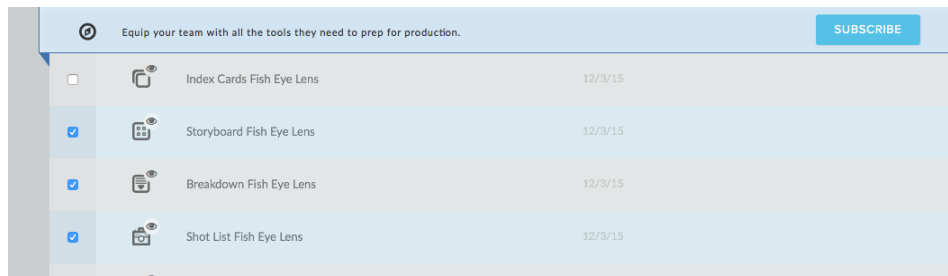 Equip your team with all the tools they need to prep for production. SUBSCRIBE
Index Cards Fish Eye Lens 12/3/15
Storyboard Fish Eye Lens 12/3/15
Breakdown Fish Eye Lens 12/3/15
Shot List Fish Eye Lens 12/3/15